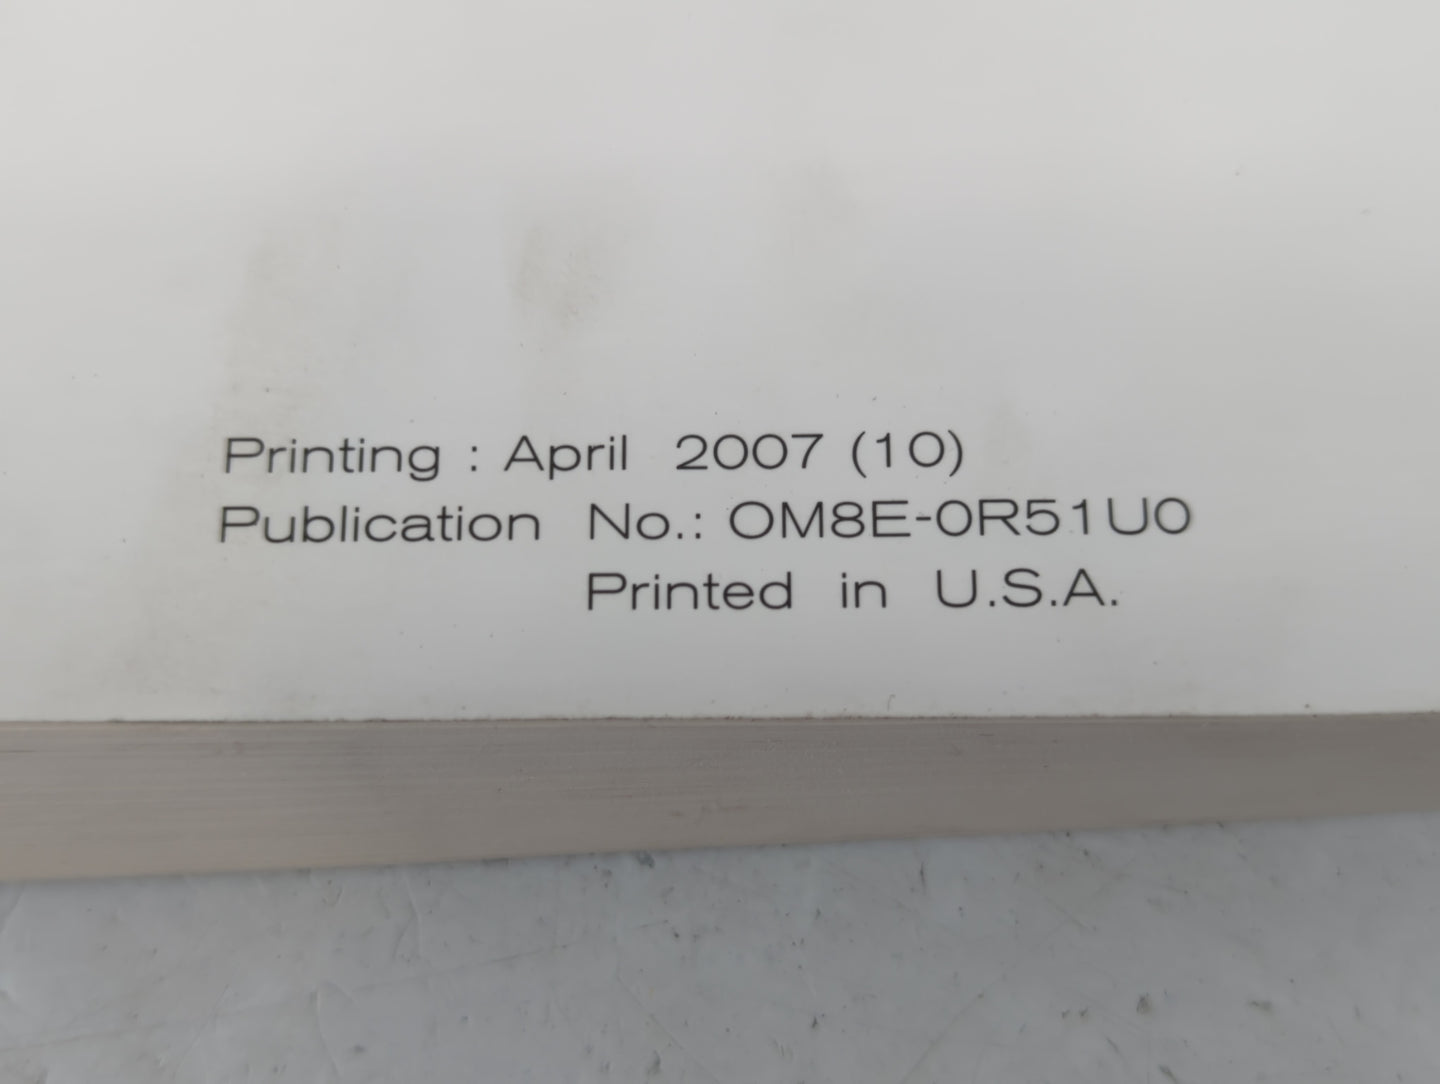 Printing : April 2007 (10)
Publication No.: OM8E-0R51U0
Printed in U.S.A.